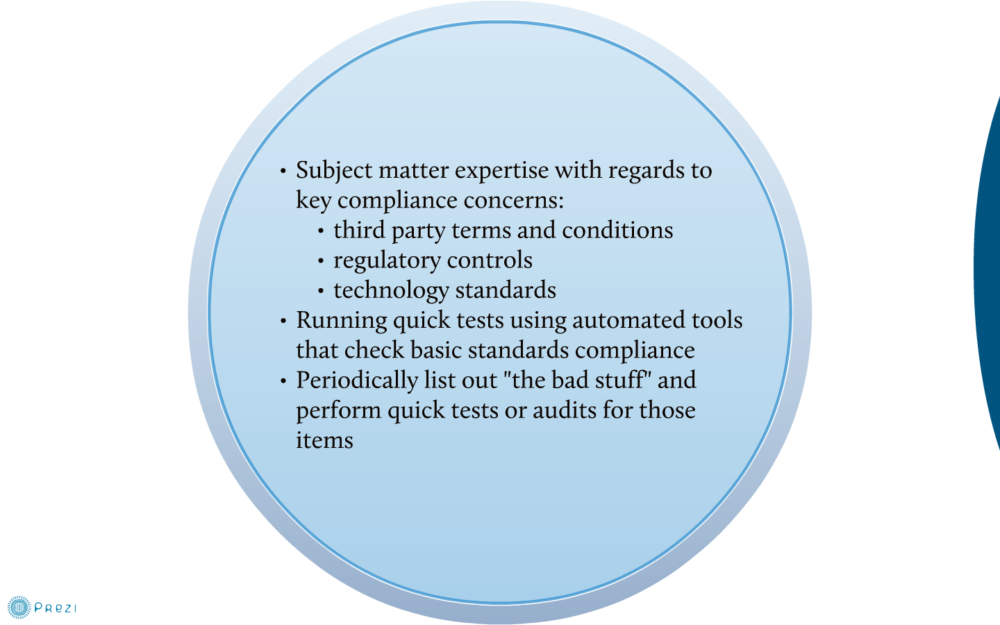 • Subject matter expertise with regards to
key compliance concerns:
• third party terms and conditions
• regulatory controls
• technology standards
• Running quick tests using automated tools
that check basic standards compliance
• Periodically list out "the bad stuff" and
perform quick tests or audits for those
items
Prezi